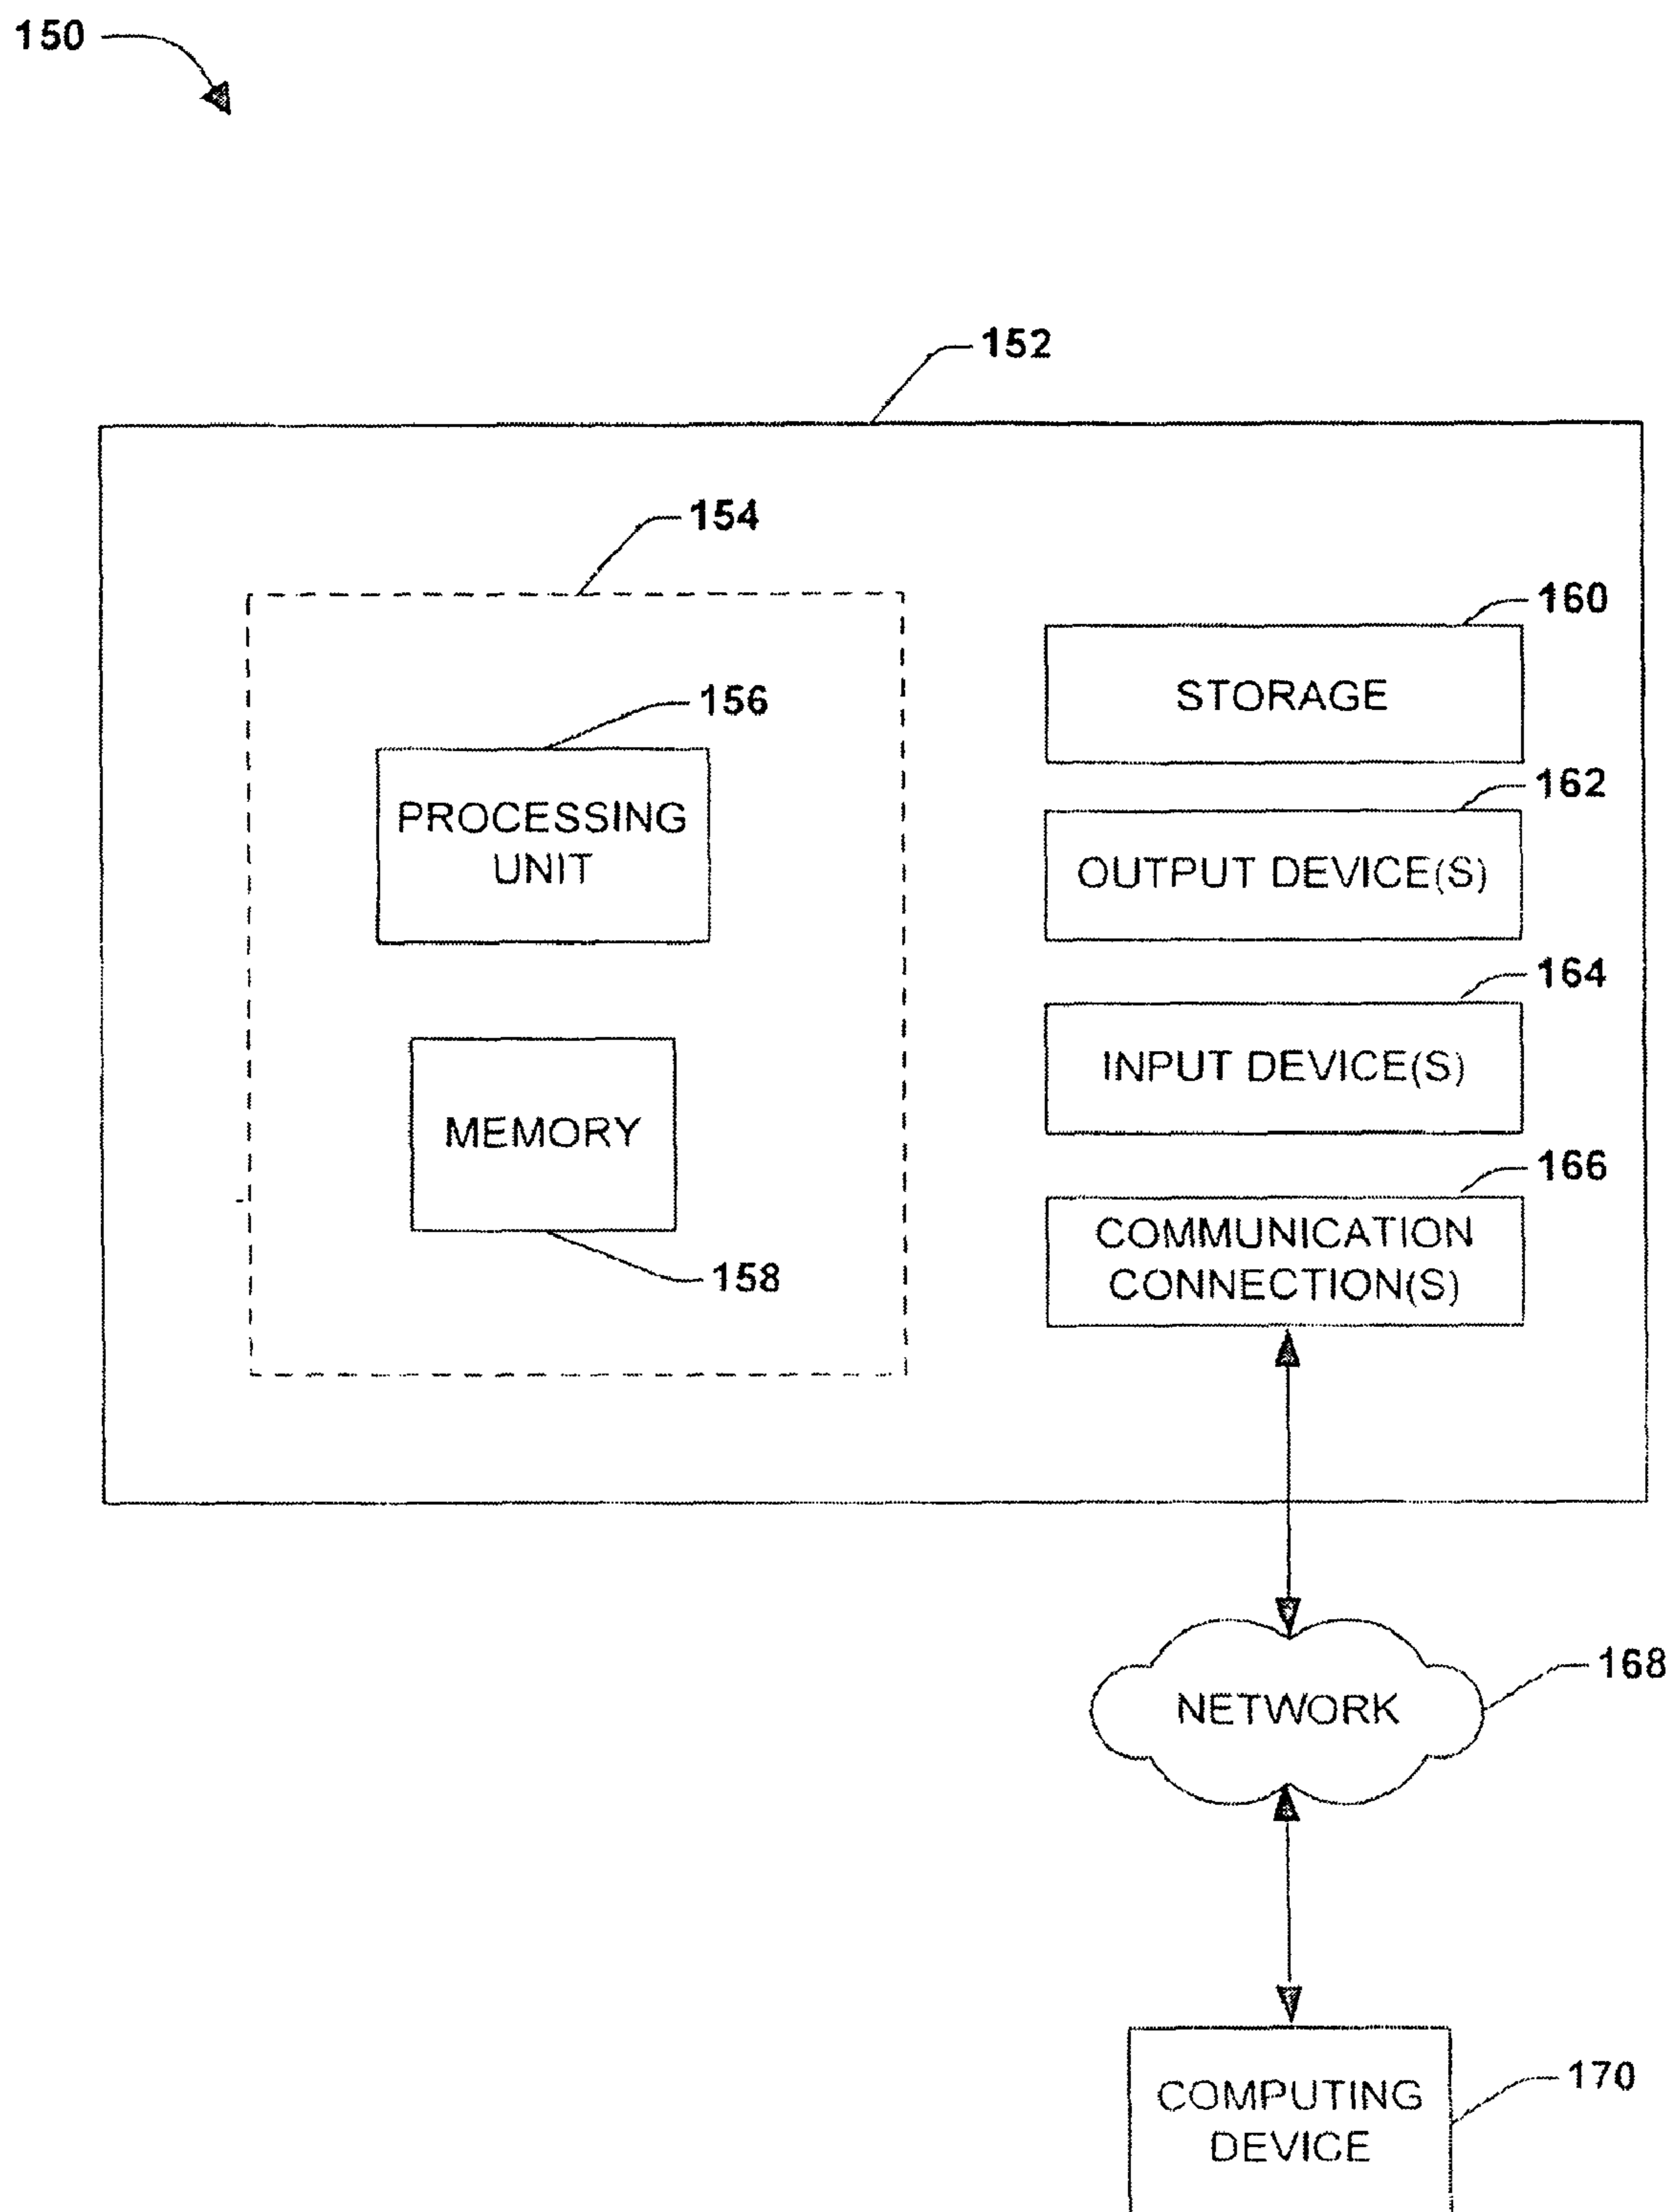 150
152
154
160
STORAGE
156
162
PROCESSING
UNIT
OUTPUT DEVICE(S)
164
INPUT DEVICE(S)
MEMORY
166
COMMUNICATION
CONNECTION(S)
158
168
NETWORK
170
COMPUTING
DEVICE